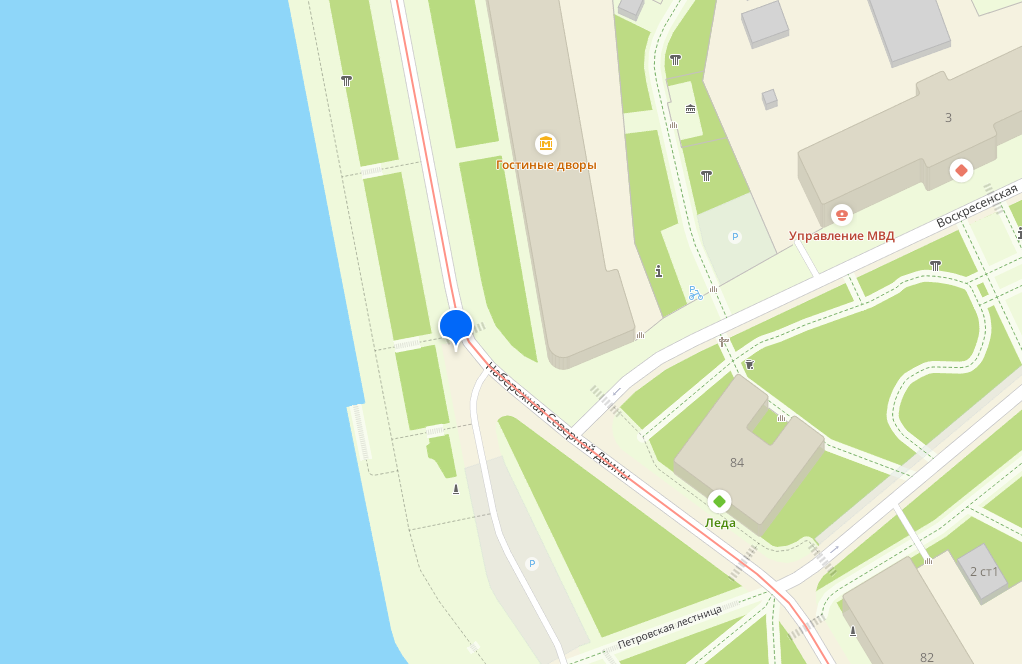 Гостиные дворы
3
Управление МВД
Воскресенская
P
P
Набережная Северной Двины
84
Леда
P
2 ст1
Петровская лестница
82